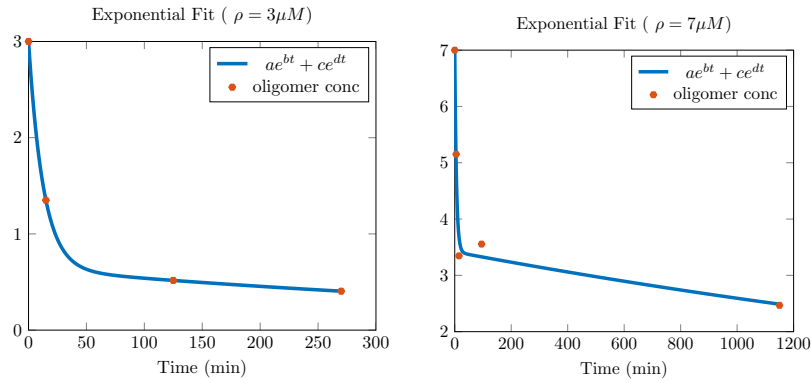 Exponential Fit ( ρ = 3μM)
3
2
1
0
0 50 100 150 200 250 300
Time (min)
ae^{bt} + ce^{dt}
oligomer conc
Exponential Fit ( ρ = 7μM)
7
6
5
4
3
2
0 200 400 600 800 1000 1200
Time (min)
ae^{bt} + ce^{dt}
oligomer conc